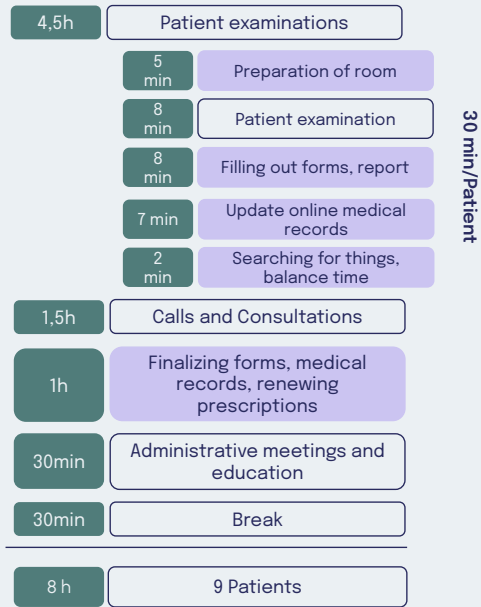 4,5h
Patient examinations
5
min
Preparation of room
8
min
Patient examination
8
min
Filling out forms, report
7 min
Update online medical
records
2
min
Searching for things,
balance time
30 min/Patient
1,5h
Calls and Consultations
1h
Finalizing forms, medical
records, renewing
prescriptions
30min
Administrative meetings and
education
30min
Break
8 h
9 Patients